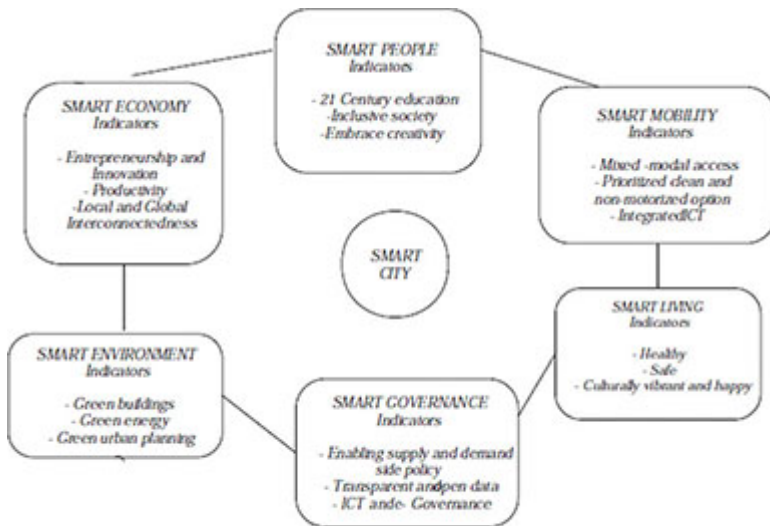 SMART PEOPLE
Indicators
- 21 Century education
-Inclusive society
-Embrace creativity
SMART ECONOMY
Indicators
- Entrepreneurship and
Innovation
- Productivity
-Local and Global
Interconnectedness
SMART MOBILITY
Indicators
- Mixed -modal access
- Prioritized clean and
non-motorized option
- IntegratedICT
SMART
CITY
SMART LIVING
Indicators
- Healthy
- Safe
- Culturally vibrant and happy
SMART ENVIRONMENT
Indicators
- Green buildings
- Green energy
- Green urban planning
SMART GOVERNANCE
Indicators
- Enabling supply and demand
side policy
- Transparent andpen data
- ICT ande- Governance